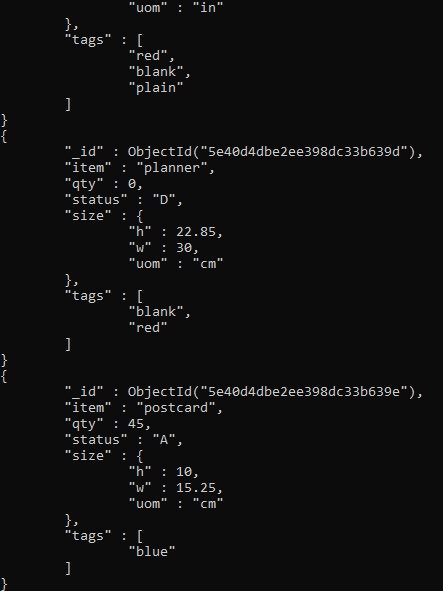 "uom" : "in"
        },
        "tags" : [
                "red",
                "blank",
                "plain"
        ]
}
{
        "_id" : ObjectId("5e40d4dbe2ee398dc33b639d"),
        "item" : "planner",
        "qty" : 0,
        "status" : "D",
        "size" : {
                "h" : 22.85,
                "w" : 30,
                "uom" : "cm"
        },
        "tags" : [
                "blank",
                "red"
        ]
}
{
        "_id" : ObjectId("5e40d4dbe2ee398dc33b639e"),
        "item" : "postcard",
        "qty" : 45,
        "status" : "A",
        "size" : {
                "h" : 10,
                "w" : 15.25,
                "uom" : "cm"
        },
        "tags" : [
                "blue"
        ]
}